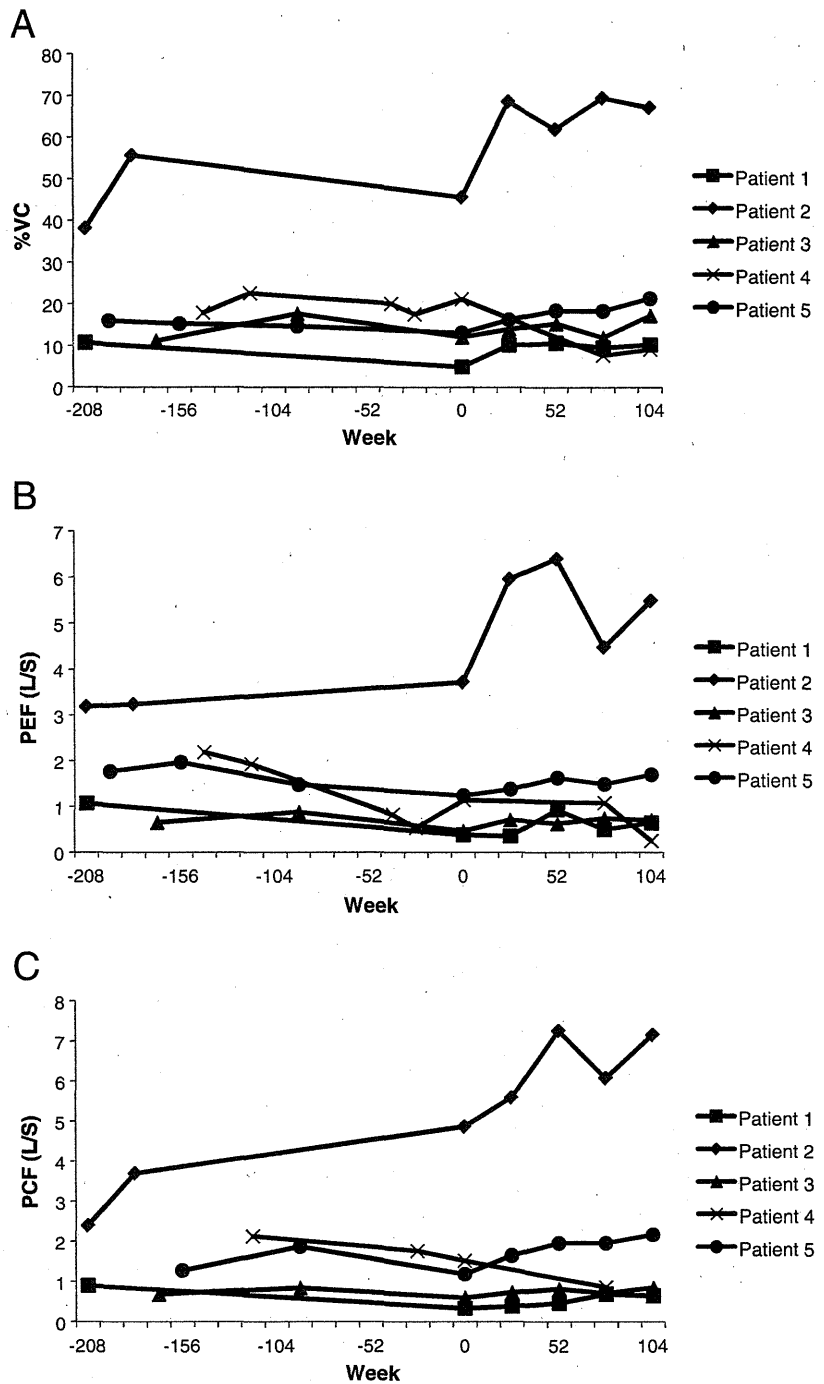 A
80
70
60
50
40
30
20
10
0
%VC
-208 -156 -104 -52 0 52 104
Week
Patient 1
Patient 2
Patient 3
Patient 4
Patient 5
B
7
6
5
4
3
2
1
0
PEF (L/S)
-208 -156 -104 -52 0 52 104
Week
Patient 1
Patient 2
Patient 3
Patient 4
Patient 5
C
8
7
6
5
4
3
2
1
0
PCF (L/S)
-208 -156 -104 -52 0 52 104
Week
Patient 1
Patient 2
Patient 3
Patient 4
Patient 5